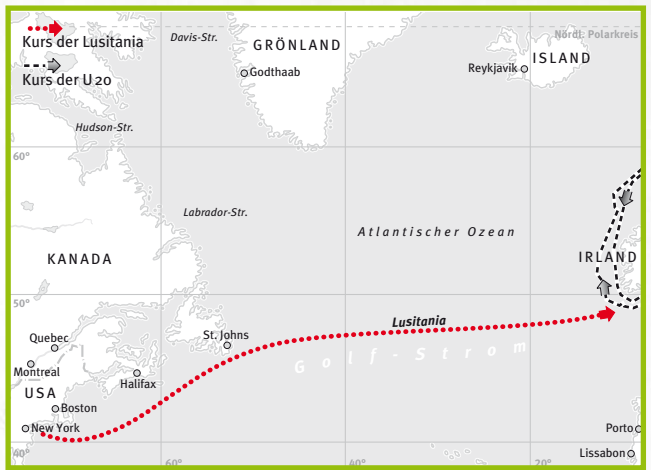 Kurs der Lusitania
Kurs der U 20
Davis-Str.
GRÖNLAND
Godthaab
Nördl. Polarkreis
ISLAND
Reykjavik
Hudson-Str.
60°
Labrador-Str.
Atlantischer Ozean
KANADA
IRLAND
50°
Lusitania
Quebec
St. Johns
Golf-Strom
Montreal
Halifax
USA
Boston
New York
Porto
40°
60°
40°
20°
Lissabon